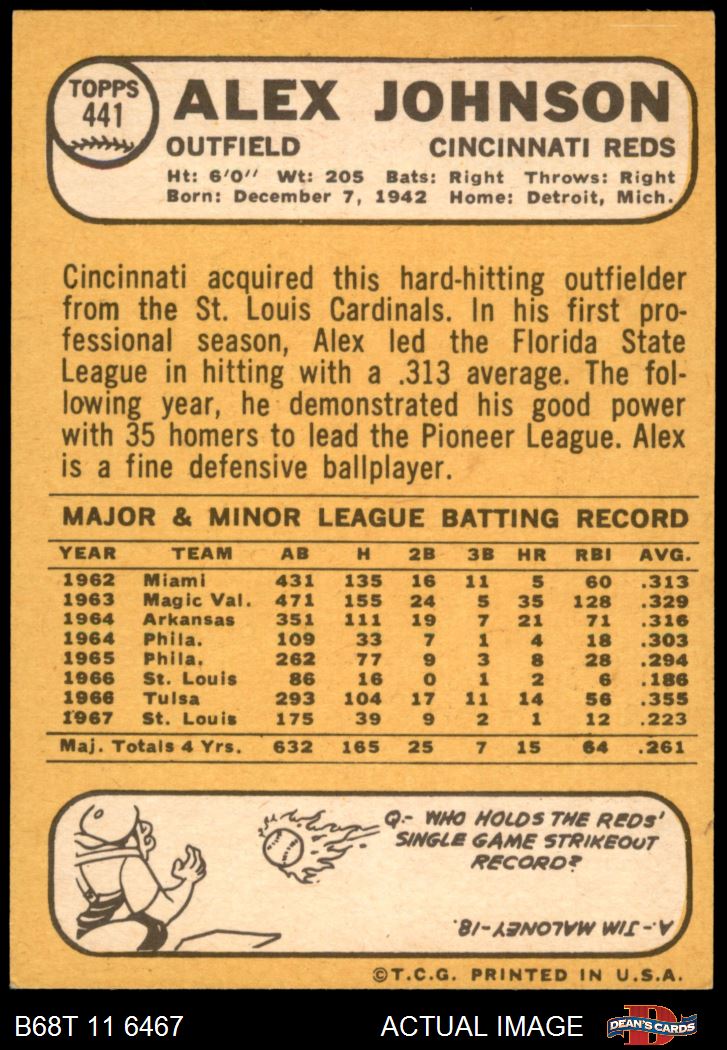 TOPPS
441
ALEX JOHNSON
OUTFIELD CINCINNATI REDS
Ht: 6'0" Wt: 205 Bats: Right Throws: Right
Born: December 7, 1942 Home: Detroit, Mich.
Cincinnati acquired this hard-hitting outfielder
from the St. Louis Cardinals. In his first pro-
fessional season, Alex led the Florida State
League in hitting with a .313 average. The fol-
lowing year, he demonstrated his good power
with 35 homers to lead the Pioneer League. Alex
is a fine defensive ballplayer.
MAJOR & MINOR LEAGUE BATTING RECORD
YEAR TEAM AB H 2B 3B HR RBI AVG.
1962 Miami 431 135 16 11 5 60 .313
1963 Magic Val. 471 155 24 5 35 128 .329
1964 Arkansas 351 111 19 7 21 71 .316
1964 Phila. 109 33 7 1 4 18 .303
1965 Phila. 262 77 9 3 8 28 .294
1966 St. Louis 86 16 0 1 2 6 .186
1966 Tulsa 293 104 17 11 14 56 .355
1967 St. Louis 175 39 9 2 1 12 .223
Maj. Totals 4 Yrs. 632 165 25 7 15 64 .261
Q.- WHO HOLDS THE REDS'
SINGLE GAME STRIKEOUT
RECORD?
A.- JIM MALONEY-18.
©T.C.G. PRINTED IN U.S.A.
B68T 11 6467 ACTUAL IMAGE DEAN'S CARDS